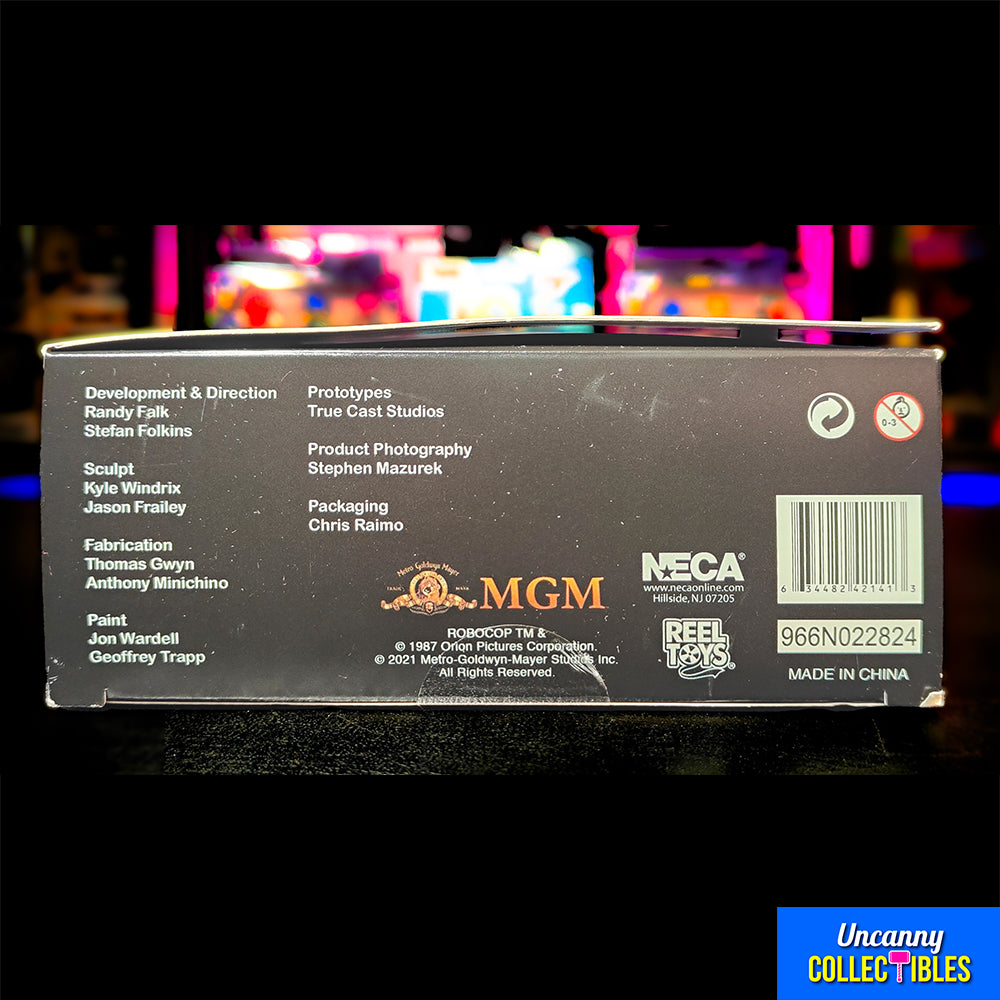 Development & Direction
Randy Falk
Stefan Folkins
Sculpt
Kyle Windrix
Jason Frailey
Fabrication
Thomas Gwyn
Anthony Minichino
Paint
Jon Wardell
Geoffrey Trapp
Prototypes
True Cast Studios
Product Photography
Stephen Mazurek
Packaging
Chris Raimo
Metro Goldwyn Mayer
TRADE MARK
MGM
ROBOCOP TM &
© 1987 Orion Pictures Corporation.
© 2021 Metro-Goldwyn-Mayer Studios Inc.
All Rights Reserved.
NECA®
www.necaonline.com
Hillside, NJ 07205
REEL
TOYS®
0-3
6 34482 42141 3
966N022824
MADE IN CHINA
Uncanny
COLLECTIBLES